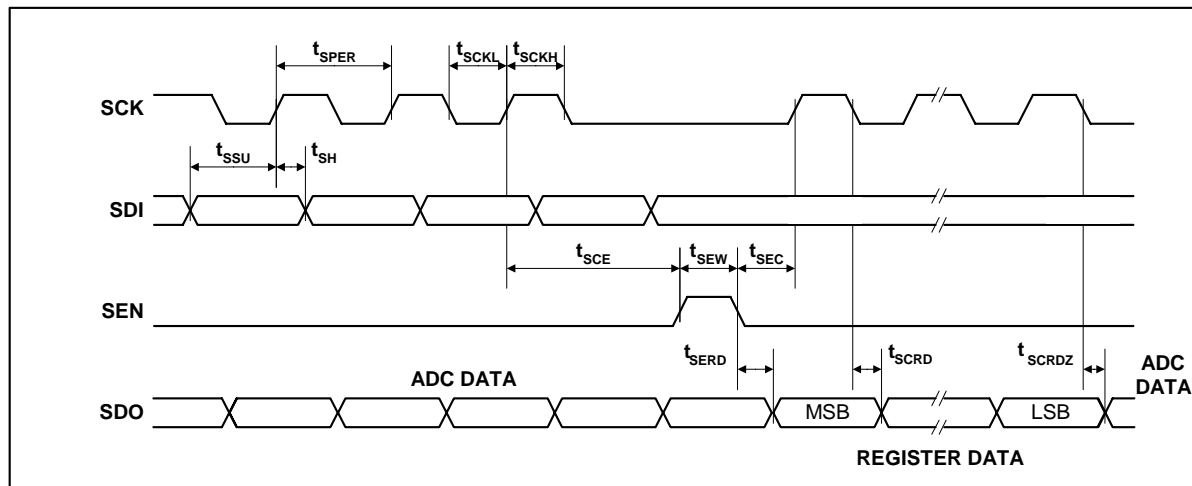 tSPER
tSCKL
tSCKH
SCK
tSSU
tSH
SDI
tSCE
tSEW
tSEC
SEN
tSERD
tSCRD
tSCRDZ
ADC DATA
ADC DATA
SDO
MSB
LSB
REGISTER DATA